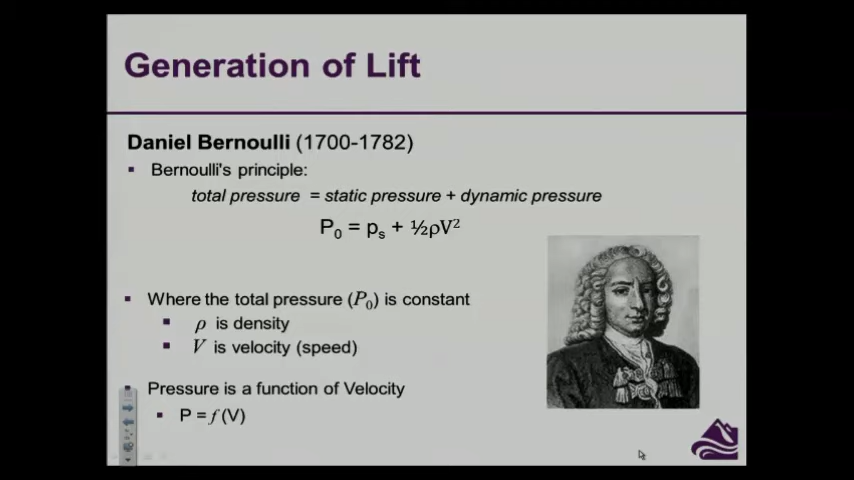 Generation of Lift
Daniel Bernoulli (1700-1782)
Bernoulli's principle:
total pressure = static pressure + dynamic pressure
P₀ = pₛ + ½ρV²
Where the total pressure (P₀) is constant
ρ is density
V is velocity (speed)
Pressure is a function of Velocity
P = f (V)